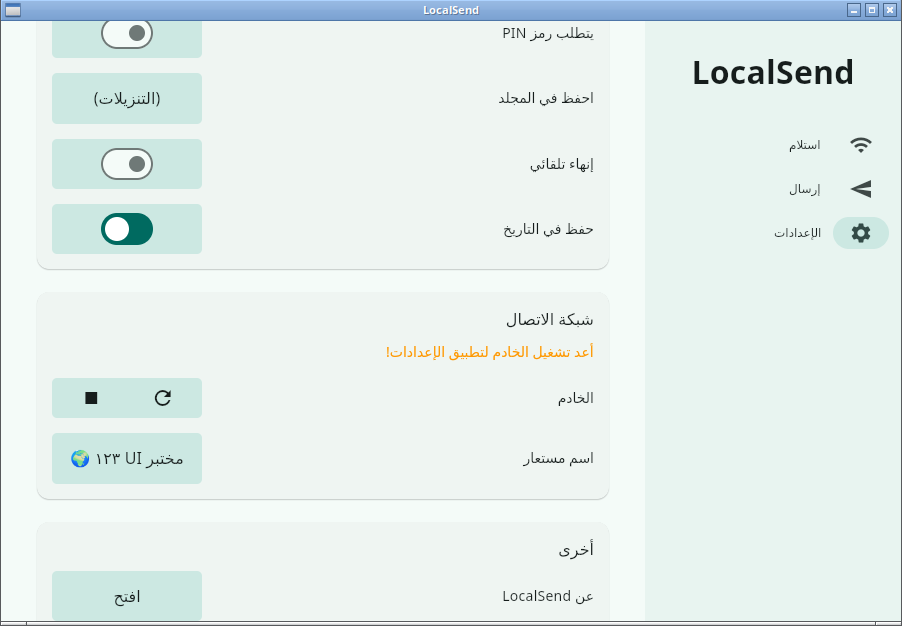 LocalSend
LocalSend
استلام
إرسال
الإعدادات
يتطلب رمز PIN
احفظ في المجلد
(التنزيلات)
إنهاء تلقائي
حفظ في التاريخ
شبكة الاتصال
أعد تشغيل الخادم لتطبيق الإعدادات!
الخادم
اسم مستعار
مختبر UI ١٢٣ 🌍
أخرى
عن LocalSend
افتح